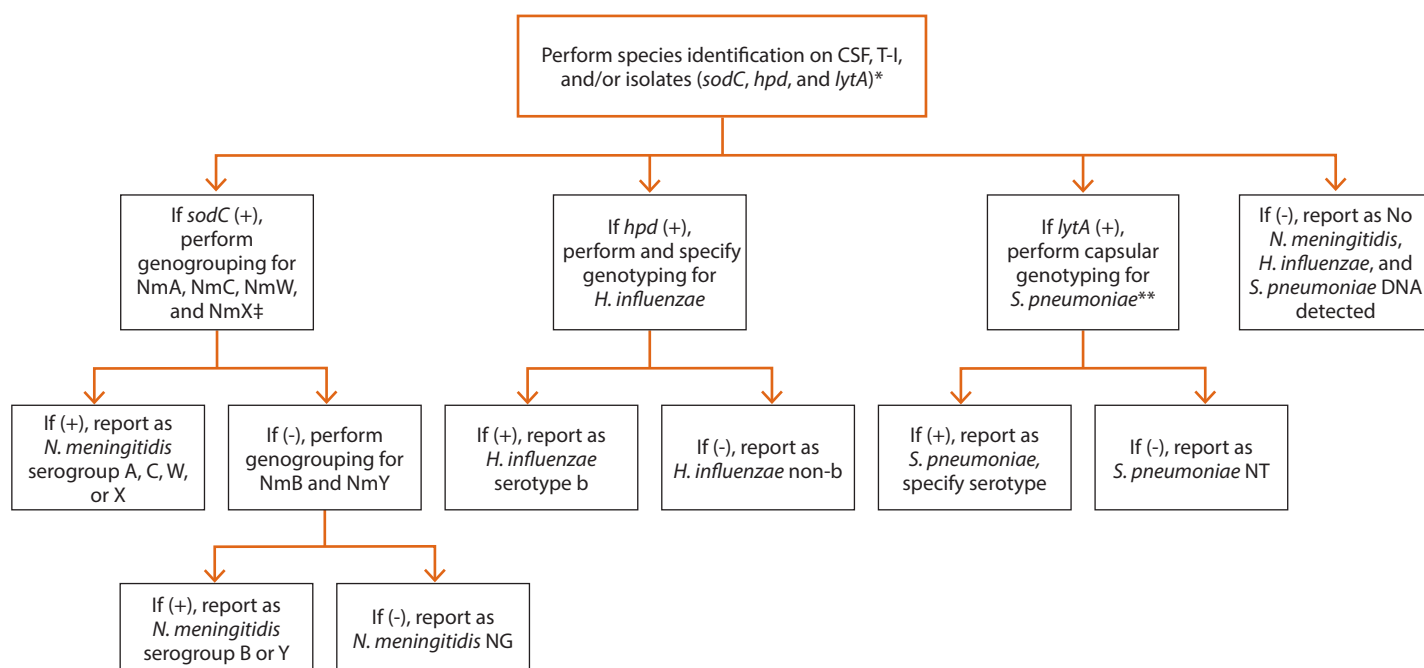 Perform species identification on CSF, T-I,
and/or isolates (sodC, hpd, and lytA)*
If sodC (+),
perform
genogrouping for
NmA, NmC, NmW,
and NmX‡
If hpd (+),
perform and specify
genotyping for
H. influenzae
If lytA (+),
perform capsular
genotyping for
S. pneumoniae**
If (-), report as No
N. meningitidis,
H. influenzae, and
S. pneumoniae DNA
detected
If (+), report as
N. meningitidis
serogroup A, C, W,
or X
If (-), perform
genogrouping for
NmB and NmY
If (+), report as
H. influenzae
serotype b
If (-), report as
H. influenzae non-b
If (+), report as
S. pneumoniae,
specify serotype
If (-), report as
S. pneumoniae NT
If (+), report as
N. meningitidis
serogroup B or Y
If (-), report as
N. meningitidis NG